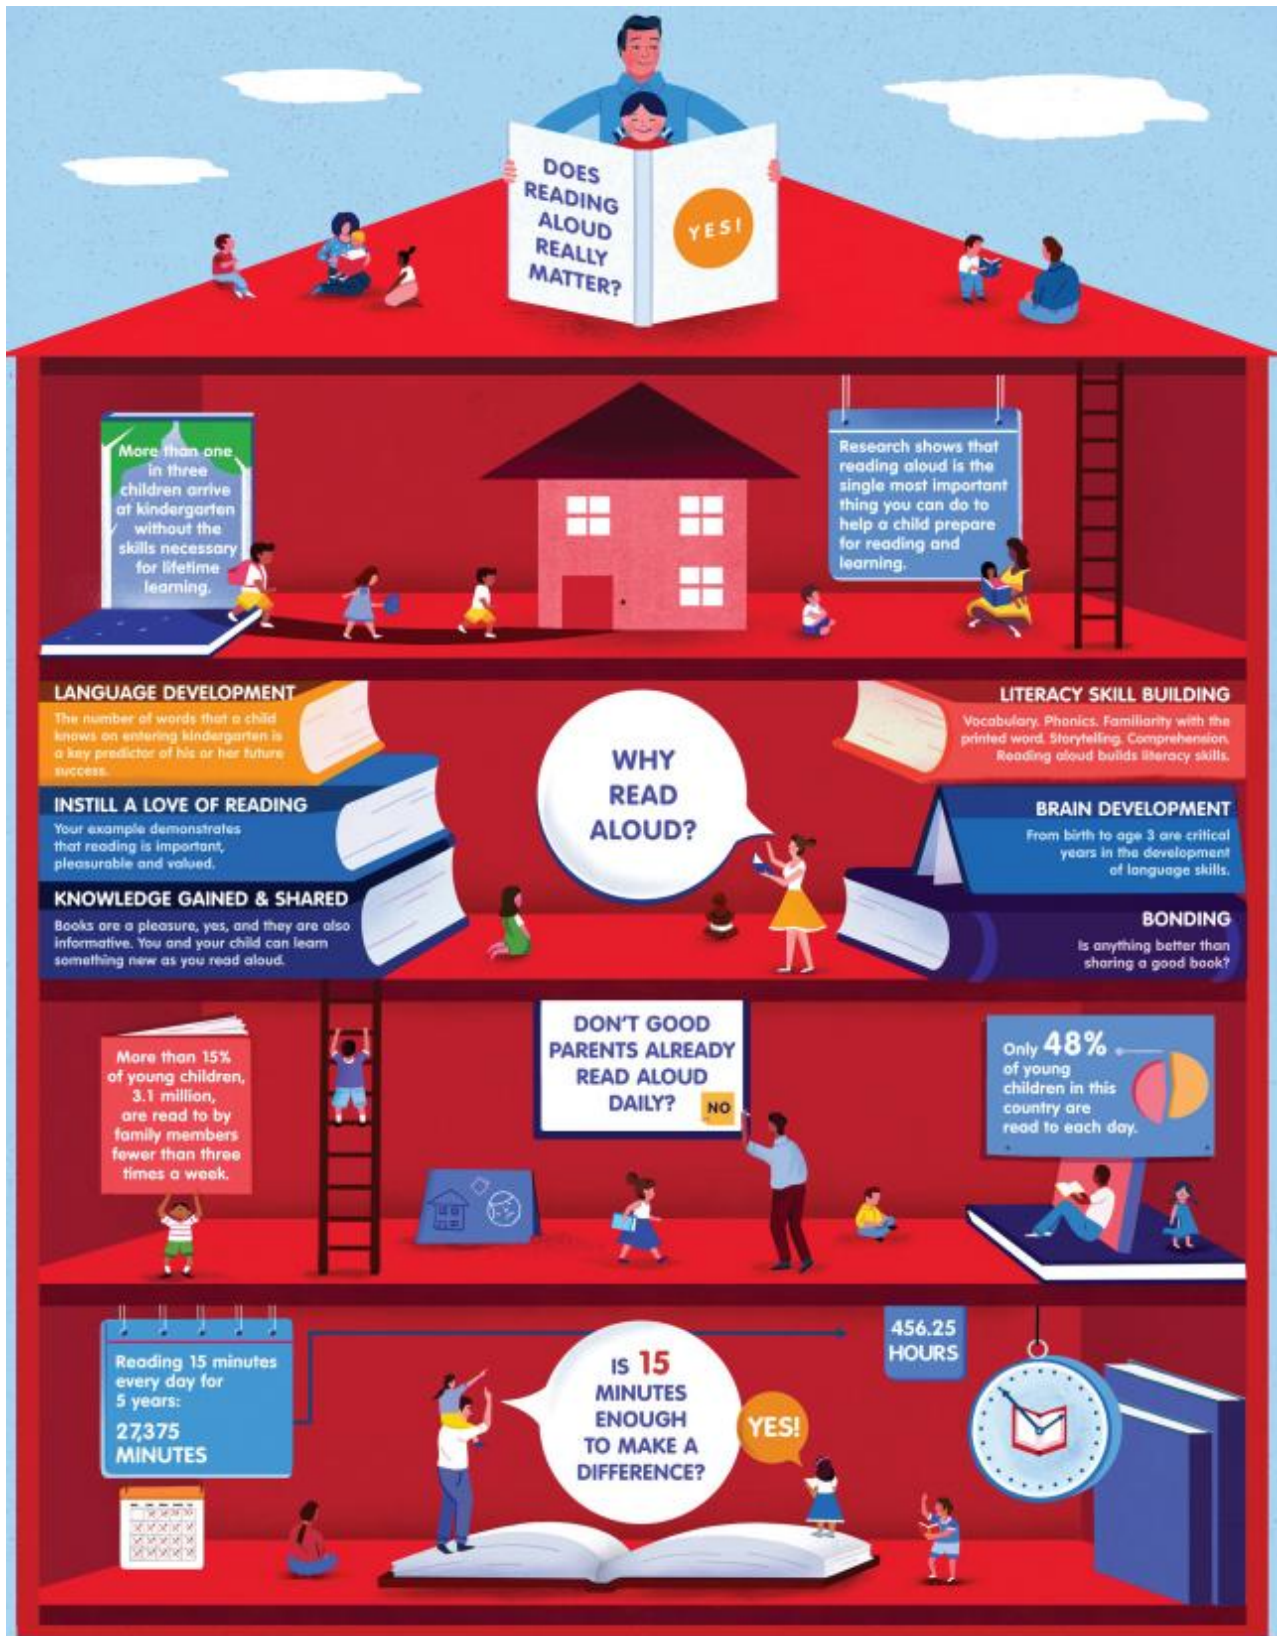 DOES
READING
ALOUD
REALLY
MATTER?
YES!
More than one
in three
children arrive
at kindergarten
without the
skills necessary
for lifetime
learning.
Research shows that
reading aloud is the
single most important
thing you can do to
help a child prepare
for reading and
learning.
LANGUAGE DEVELOPMENT
The number of words that a child
knows on entering kindergarten is
a key predictor of his or her future
success.
INSTILL A LOVE OF READING
Your example demonstrates
that reading is important,
pleasurable and valued.
KNOWLEDGE GAINED & SHARED
Books are a pleasure, yes, and they are also
informative. You and your child can learn
something new as you read aloud.
WHY
READ
ALOUD?
LITERACY SKILL BUILDING
Vocabulary. Phonics. Familiarity with the
printed word. Storytelling. Comprehension.
Reading aloud builds literacy skills.
BRAIN DEVELOPMENT
From birth to age 3 are critical
years in the development
of language skills.
BONDING
Is anything better than
sharing a good book?
More than 15%
of young children,
3.1 million,
are read to by
family members
fewer than three
times a week.
DON'T GOOD
PARENTS ALREADY
READ ALOUD
DAILY?
NO
Only 48%
of young
children in this
country are
read to each day.
Reading 15 minutes
every day for
5 years:
27,375
MINUTES
IS 15
MINUTES
ENOUGH
TO MAKE A
DIFFERENCE?
YES!
456.25
HOURS